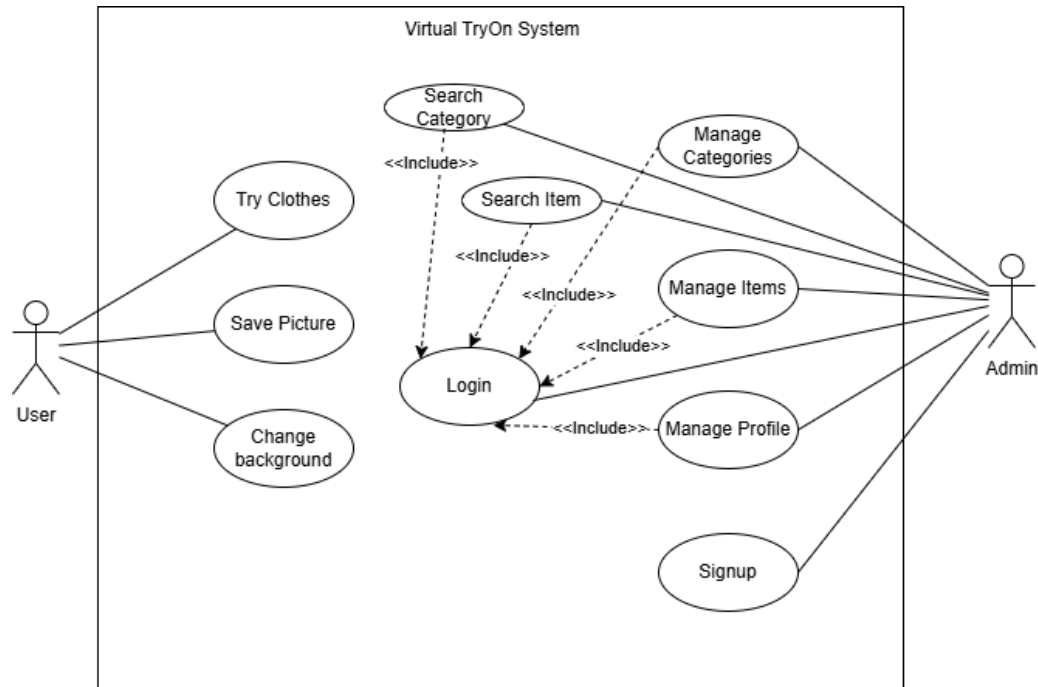 Virtual TryOn System
Search
Category
<<Include>>
Manage
Categories
Try Clothes
Search Item
<<Include>>
<<Include>>
Manage Items
Save Picture
<<Include>>
Login
User
Admin
Change
background
<<Include>>
Manage Profile
Signup